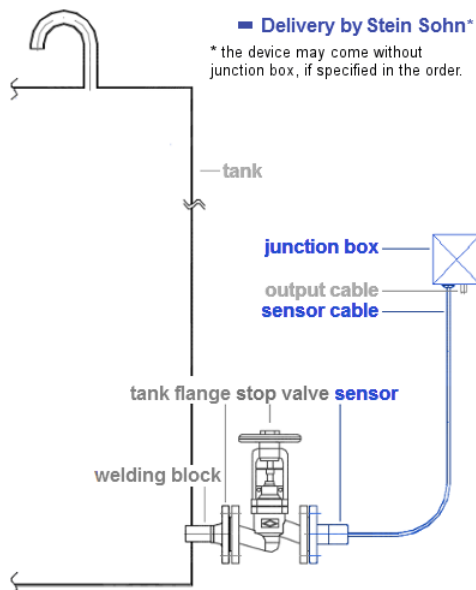 Delivery by Stein Sohn*
* the device may come without
junction box, if specified in the order.
tank
junction box
output cable
sensor cable
tank flange stop valve sensor
welding block